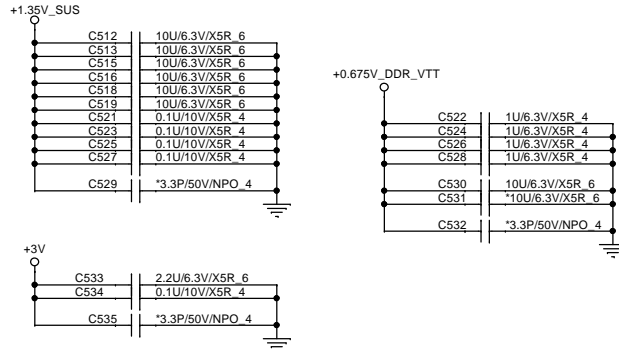 +1.35V_SUS
C512 10U/6.3V/X5R_6
C513 10U/6.3V/X5R_6
C515 10U/6.3V/X5R_6
C516 10U/6.3V/X5R_6
C518 10U/6.3V/X5R_6
C519 10U/6.3V/X5R_6
C521 0.1U/10V/X5R_4
C523 0.1U/10V/X5R_4
C525 0.1U/10V/X5R_4
C527 0.1U/10V/X5R_4
C529 *3.3P/50V/NPO_4
+0.675V_DDR_VTT
C522 1U/6.3V/X5R_4
C524 1U/6.3V/X5R_4
C526 1U/6.3V/X5R_4
C528 1U/6.3V/X5R_4
C530 10U/6.3V/X5R_6
C531 *10U/6.3V/X5R_6
C532 *3.3P/50V/NPO_4
+3V
C533 2.2U/6.3V/X5R_6
C534 0.1U/10V/X5R_4
C535 *3.3P/50V/NPO_4